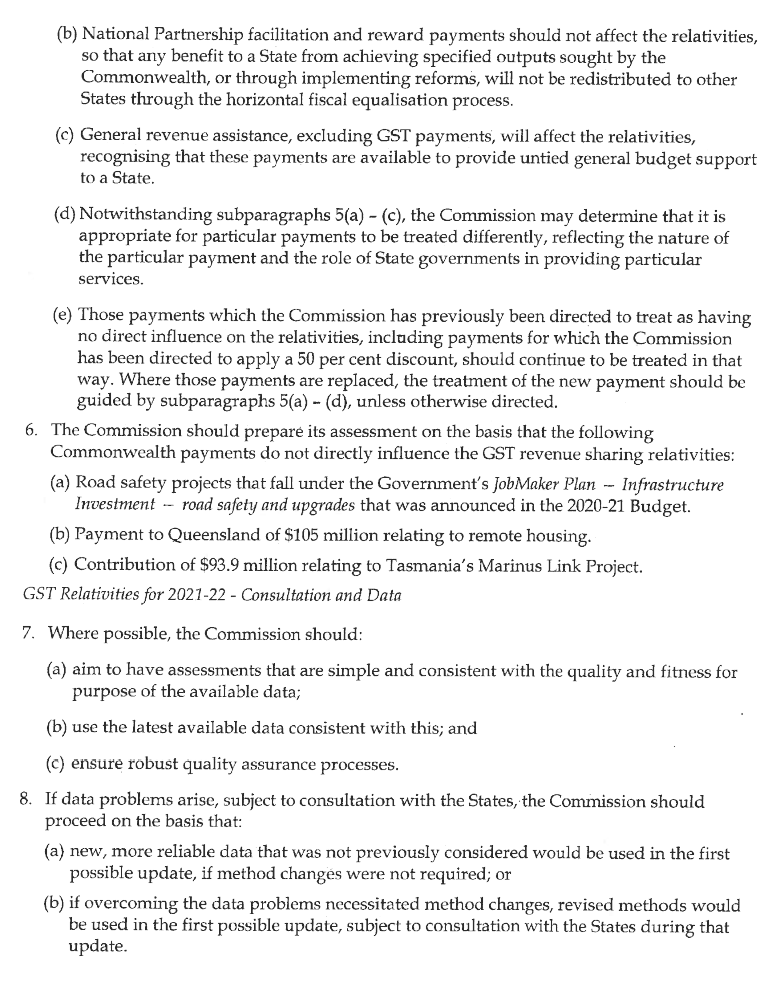 (b) National Partnership facilitation and reward payments should not affect the relativities,
so that any benefit to a State from achieving specified outputs sought by the
Commonwealth, or through implementing reforms, will not be redistributed to other
States through the horizontal fiscal equalisation process.
(c) General revenue assistance, excluding GST payments, will affect the relativities,
recognising that these payments are available to provide untied general budget support
to a State.
(d) Notwithstanding subparagraphs 5(a) – (c), the Commission may determine that it is
appropriate for particular payments to be treated differently, reflecting the nature of
the particular payment and the role of State governments in providing particular
services.
(e) Those payments which the Commission has previously been directed to treat as having
no direct influence on the relativities, including payments for which the Commission
has been directed to apply a 50 per cent discount, should continue to be treated in that
way. Where those payments are replaced, the treatment of the new payment should be
guided by subparagraphs 5(a) – (d), unless otherwise directed.
6. The Commission should prepare its assessment on the basis that the following
Commonwealth payments do not directly influence the GST revenue sharing relativities:
(a) Road safety projects that fall under the Government's JobMaker Plan — Infrastructure
Investment — road safety and upgrades that was announced in the 2020-21 Budget.
(b) Payment to Queensland of $105 million relating to remote housing.
(c) Contribution of $93.9 million relating to Tasmania's Marinus Link Project.
GST Relativities for 2021-22 - Consultation and Data
7. Where possible, the Commission should:
(a) aim to have assessments that are simple and consistent with the quality and fitness for
purpose of the available data;
(b) use the latest available data consistent with this; and
(c) ensure robust quality assurance processes.
8. If data problems arise, subject to consultation with the States, the Commission should
proceed on the basis that:
(a) new, more reliable data that was not previously considered would be used in the first
possible update, if method changes were not required; or
(b) if overcoming the data problems necessitated method changes, revised methods would
be used in the first possible update, subject to consultation with the States during that
update.